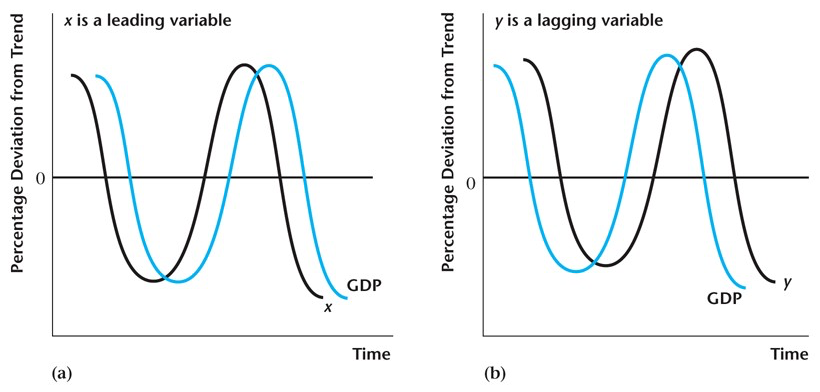 x is a leading variable
Percentage Deviation from Trend
0
GDP
x
Time
(a)
y is a lagging variable
Percentage Deviation from Trend
0
y
GDP
Time
(b)